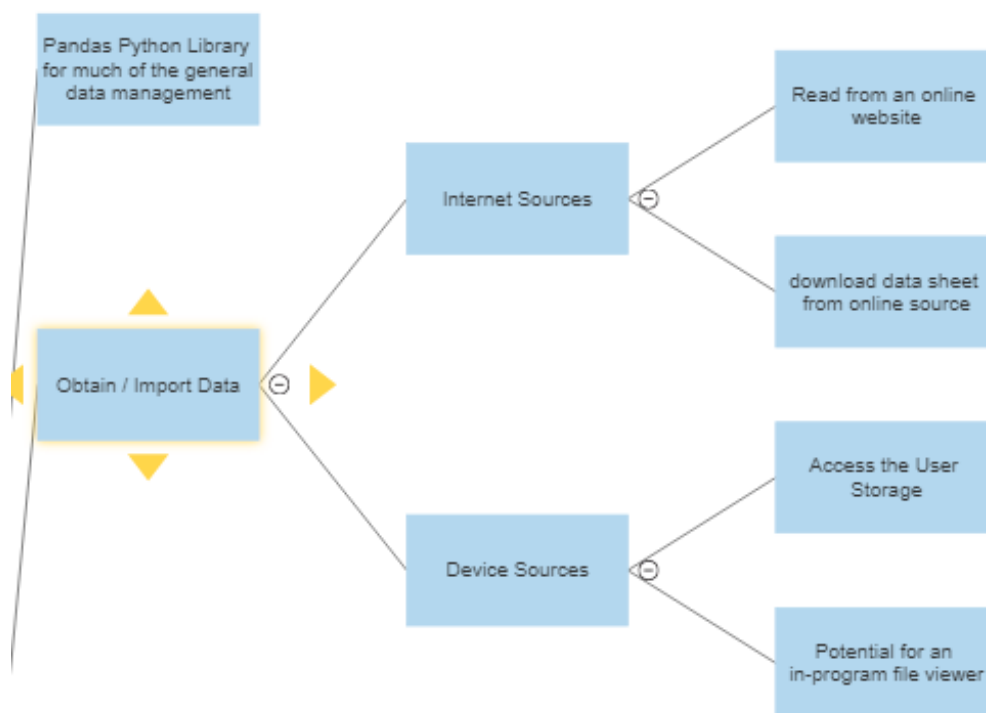 Pandas Python Library
for much of the general
data management
Obtain / Import Data
Internet Sources
Read from an online
website
download data sheet
from online source
Device Sources
Access the User
Storage
Potential for an
in-program file viewer